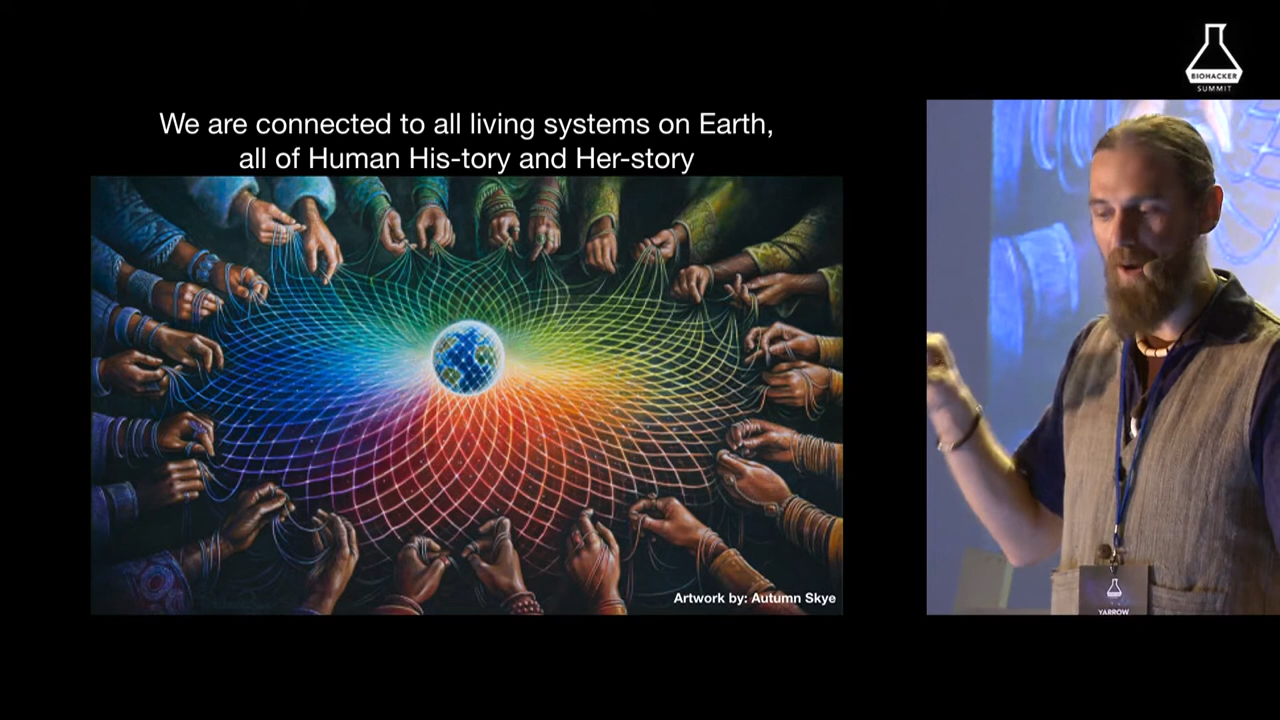 BIOHACKER
SUMMIT
We are connected to all living systems on Earth,
all of Human His-tory and Her-story
Artwork by: Autumn Skye
YARROW